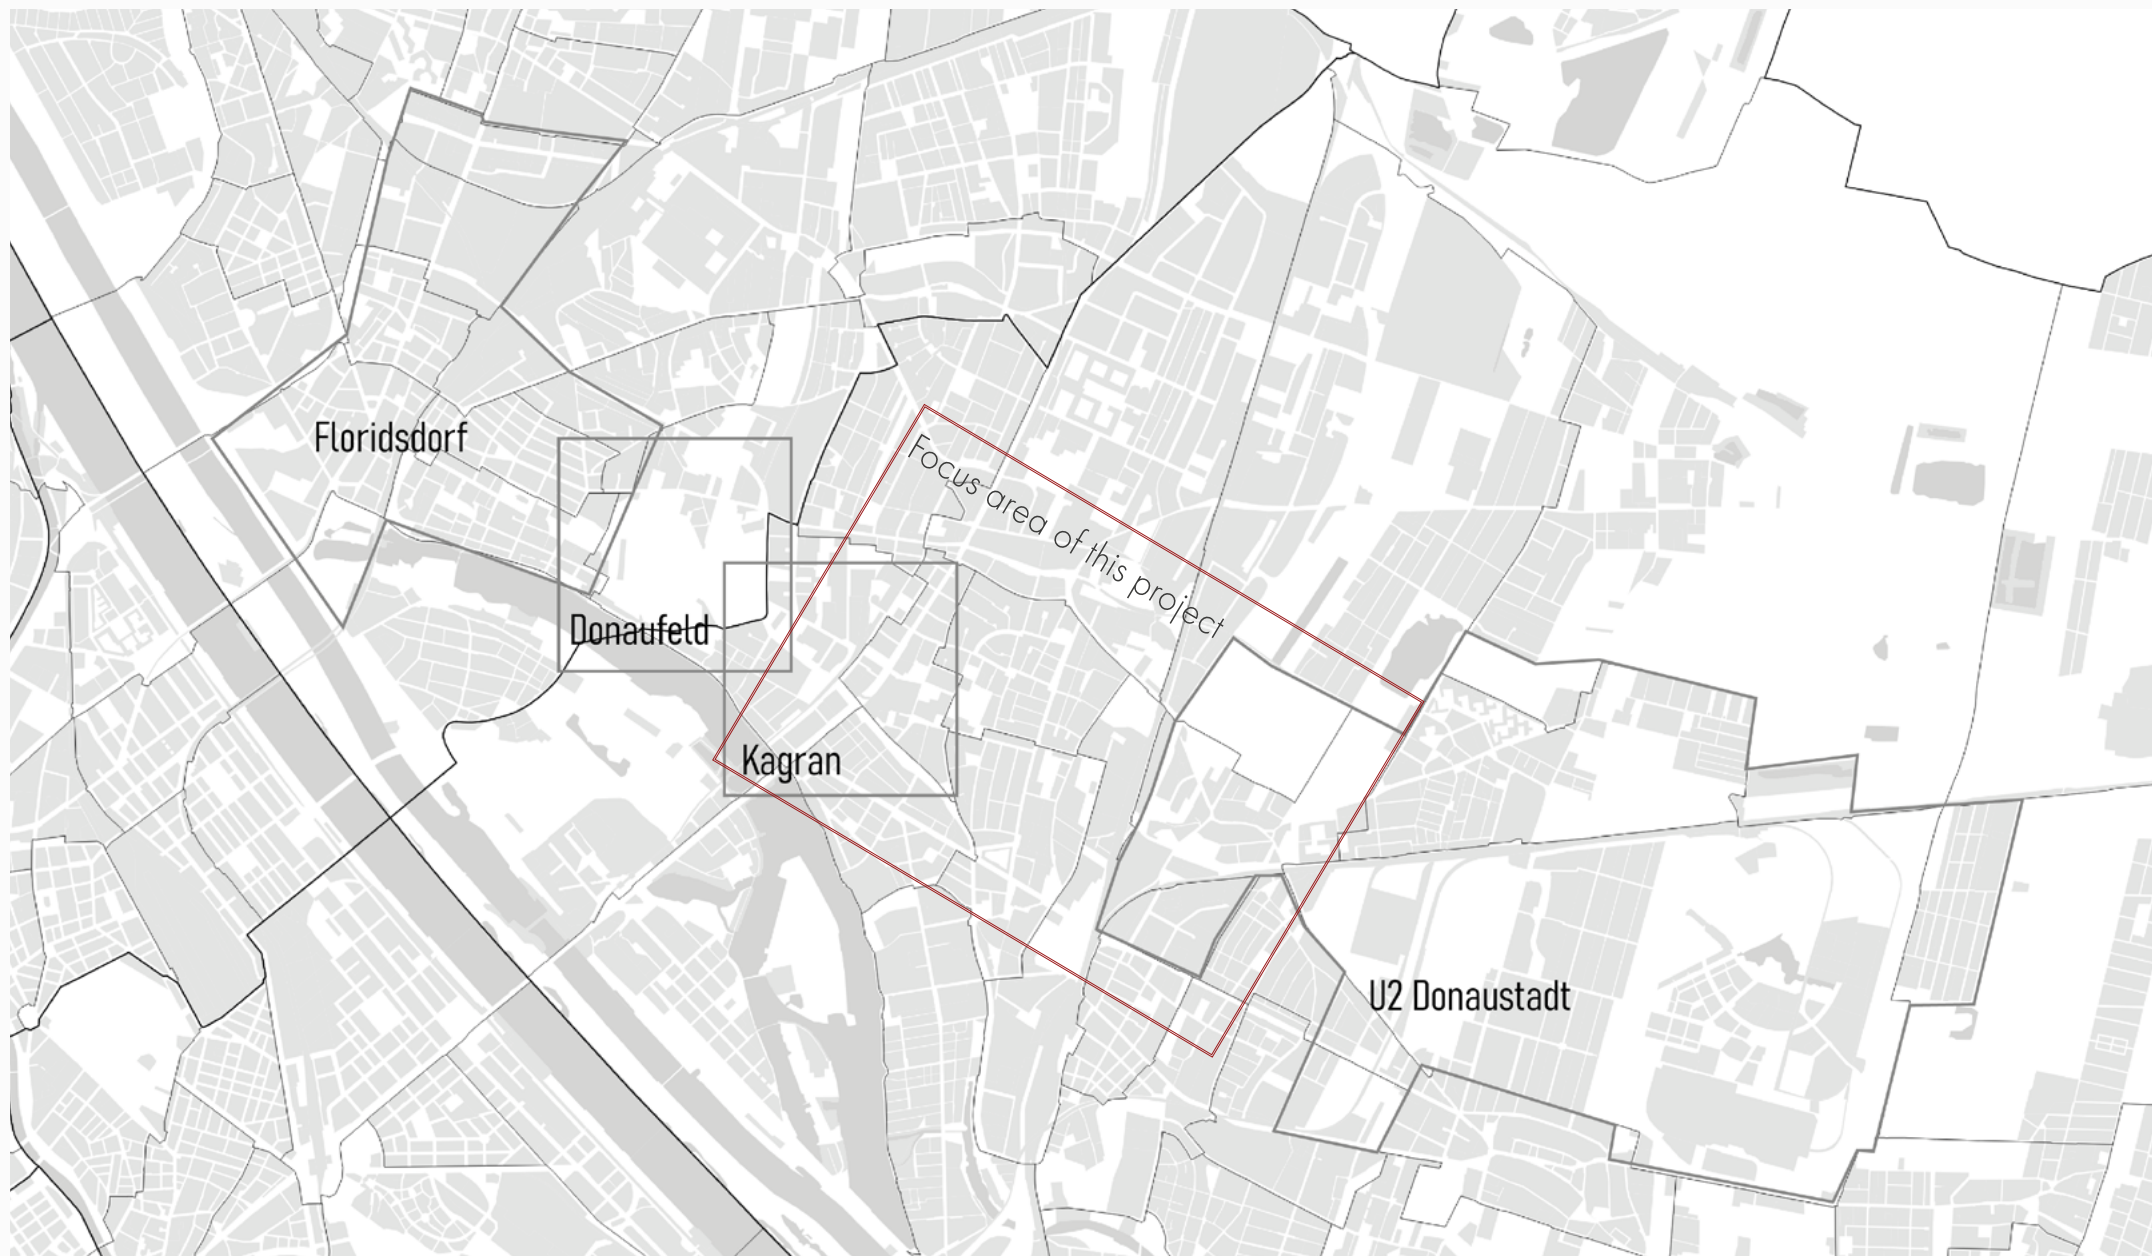 Floridsdorf
Focus area of this project
Donaufeld
Kagran
U2 Donaustadt